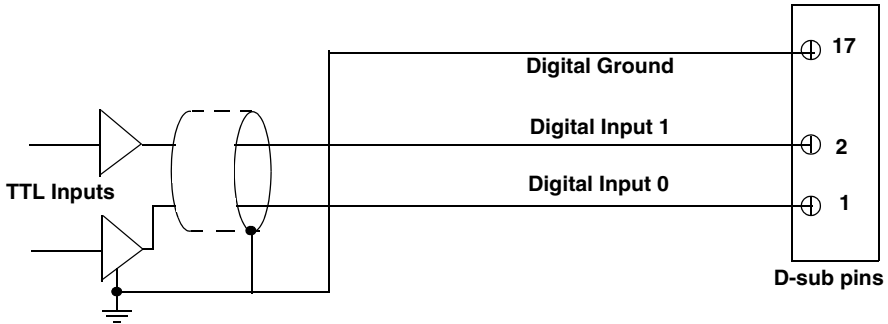 17
Digital Ground
Digital Input 1
2
TTL Inputs
Digital Input 0
1
D-sub pins